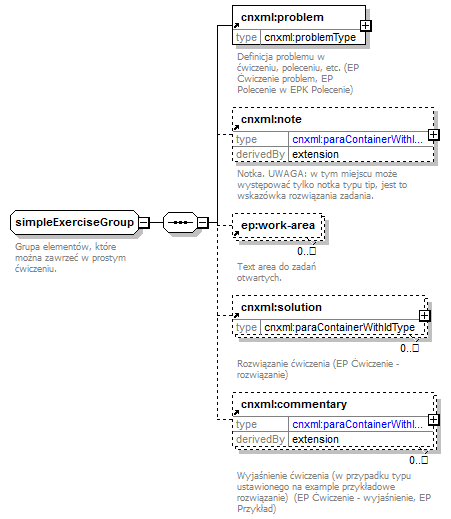 cnxml:problem
type cnxml:problemType
Definicja problemu w
ćwiczeniu, poleceniu, etc. (EP
Ćwiczenie problem, EP
Polecenie w EPK Polecenie)
cnxml:note
type cnxml:paraContainerWithI...
derivedBy extension
Notka. UWAGA: w tym miejscu może
występować tylko notka typu tip, jest to
wskazówka rozwiązania zadania.
simpleExerciseGroup
Grupa elementów, które
można zawrzeć w prostym
ćwiczeniu.
ep:work-area
0..
Text area do zadań
otwartych.
cnxml:solution
type cnxml:paraContainerWithIdType
0..
Rozwiązanie ćwiczenia (EP Ćwiczenie -
rozwiązanie)
cnxml:commentary
type cnxml:paraContainerWithI...
derivedBy extension
0..
Wyjaśnienie ćwiczenia (w przypadku typu
ustawionego na example przykładowe
rozwiązanie) (EP Ćwiczenie - wyjaśnienie, EP
Przykład)